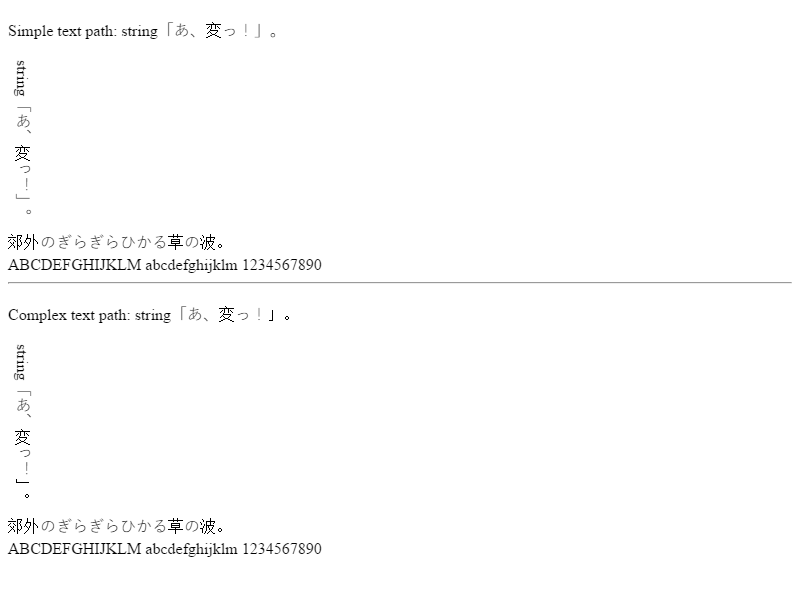 Simple text path: string「あ、変っ！」。
string「あ、変っ！」。
郊外のぎらぎらひかる草の波。
ABCDEFGHIJKLM abcdefghijklm 1234567890
Complex text path: string「あ、変っ！」。
string「あ、変っ！」。
郊外のぎらぎらひかる草の波。
ABCDEFGHIJKLM abcdefghijklm 1234567890